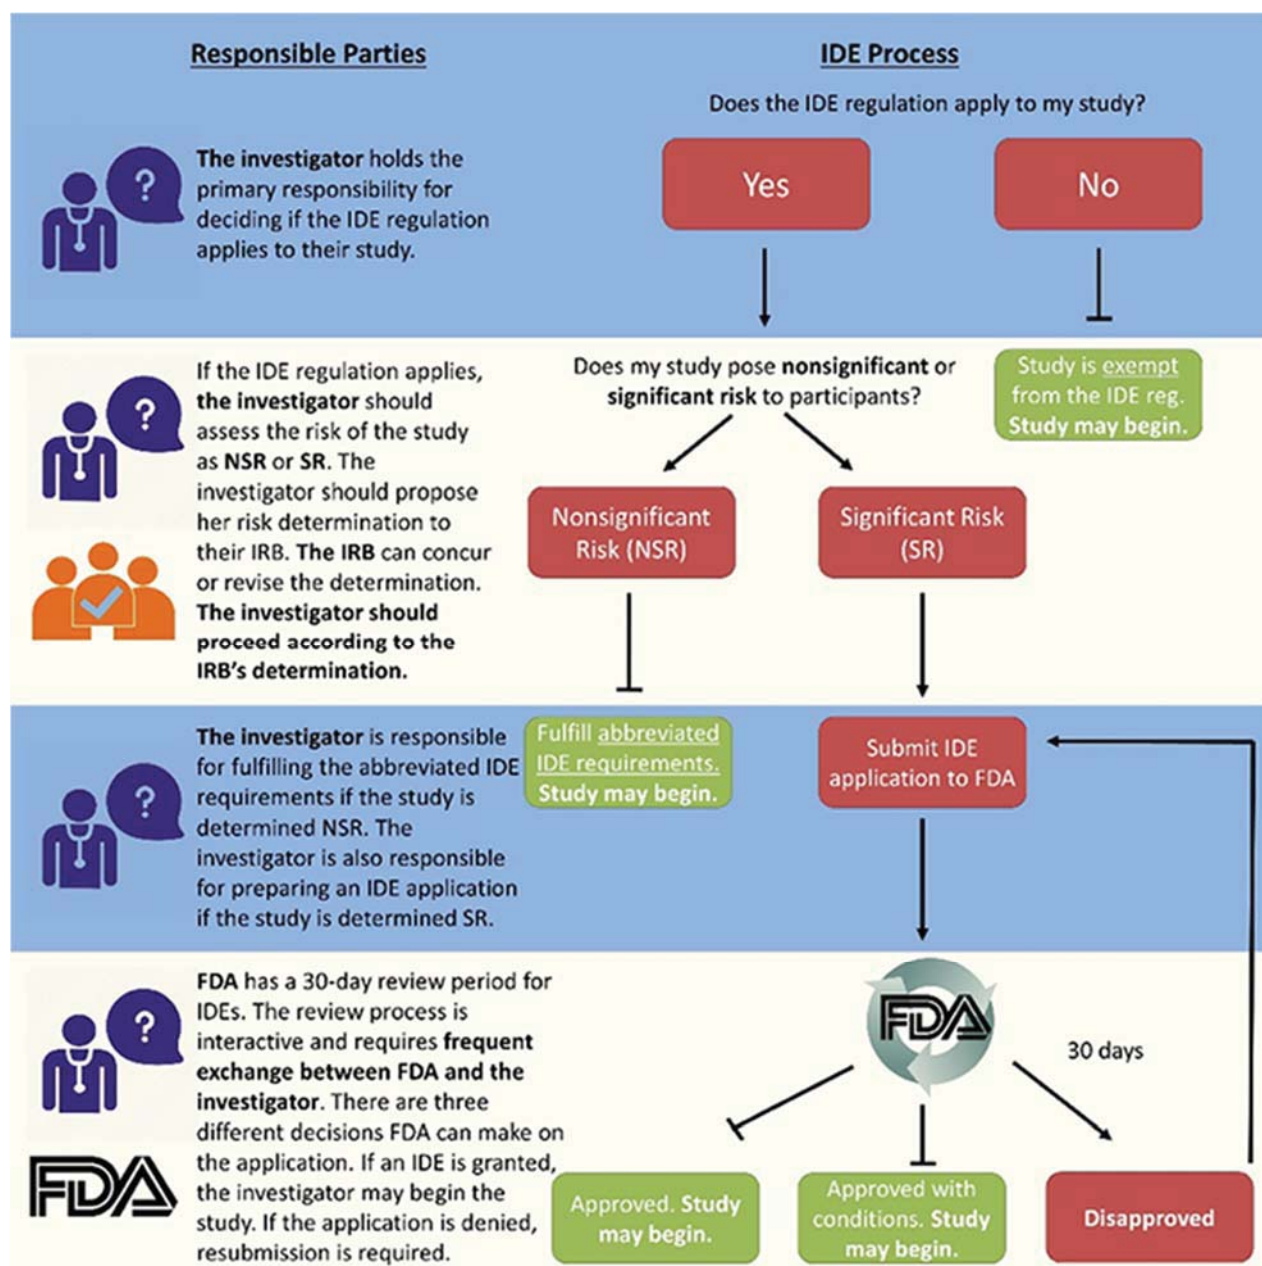 Responsible Parties
IDE Process
Does the IDE regulation apply to my study?
?
The investigator holds the
primary responsibility for
deciding if the IDE regulation
applies to their study.
Yes
No
?
If the IDE regulation applies,
the investigator should
assess the risk of the study
as NSR or SR. The
investigator should propose
her risk determination to
their IRB. The IRB can concur
or revise the determination.
The investigator should
proceed according to the
IRB's determination.
Does my study pose nonsignificant or
significant risk to participants?
Study is exempt
from the IDE reg.
Study may begin.
Nonsignificant
Risk (NSR)
Significant Risk
(SR)
?
The investigator is responsible
for fulfilling the abbreviated IDE
requirements if the study is
determined NSR. The
investigator is also responsible
for preparing an IDE application
if the study is determined SR.
Fulfill abbreviated
IDE requirements.
Study may begin.
Submit IDE
application to FDA
?
FDA
FDA has a 30-day review period for
IDEs. The review process is
interactive and requires frequent
exchange between FDA and the
investigator. There are three
different decisions FDA can make on
the application. If an IDE is granted,
the investigator may begin the
study. If the application is denied,
resubmission is required.
FDA
30 days
Approved. Study
may begin.
Approved with
conditions. Study
may begin.
Disapproved